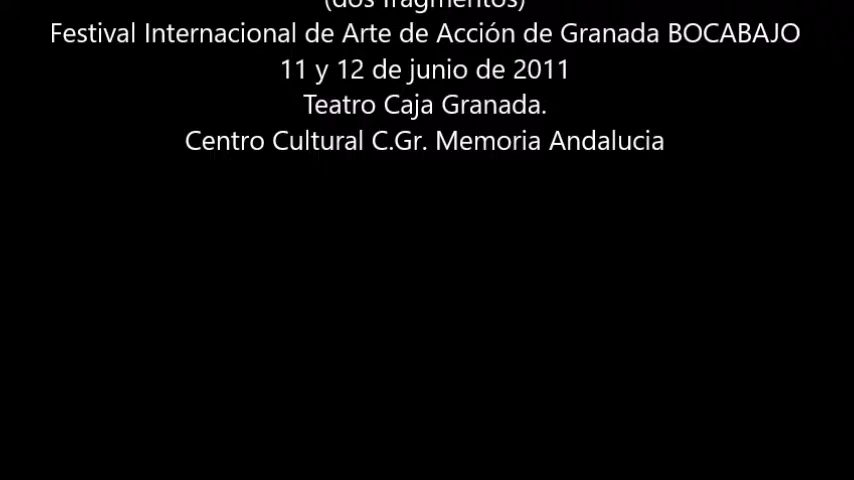 (dos fragmentos)
Festival Internacional de Arte de Acción de Granada BOCABAJO
11 y 12 de junio de 2011
Teatro Caja Granada.
Centro Cultural C.Gr. Memoria Andalucia